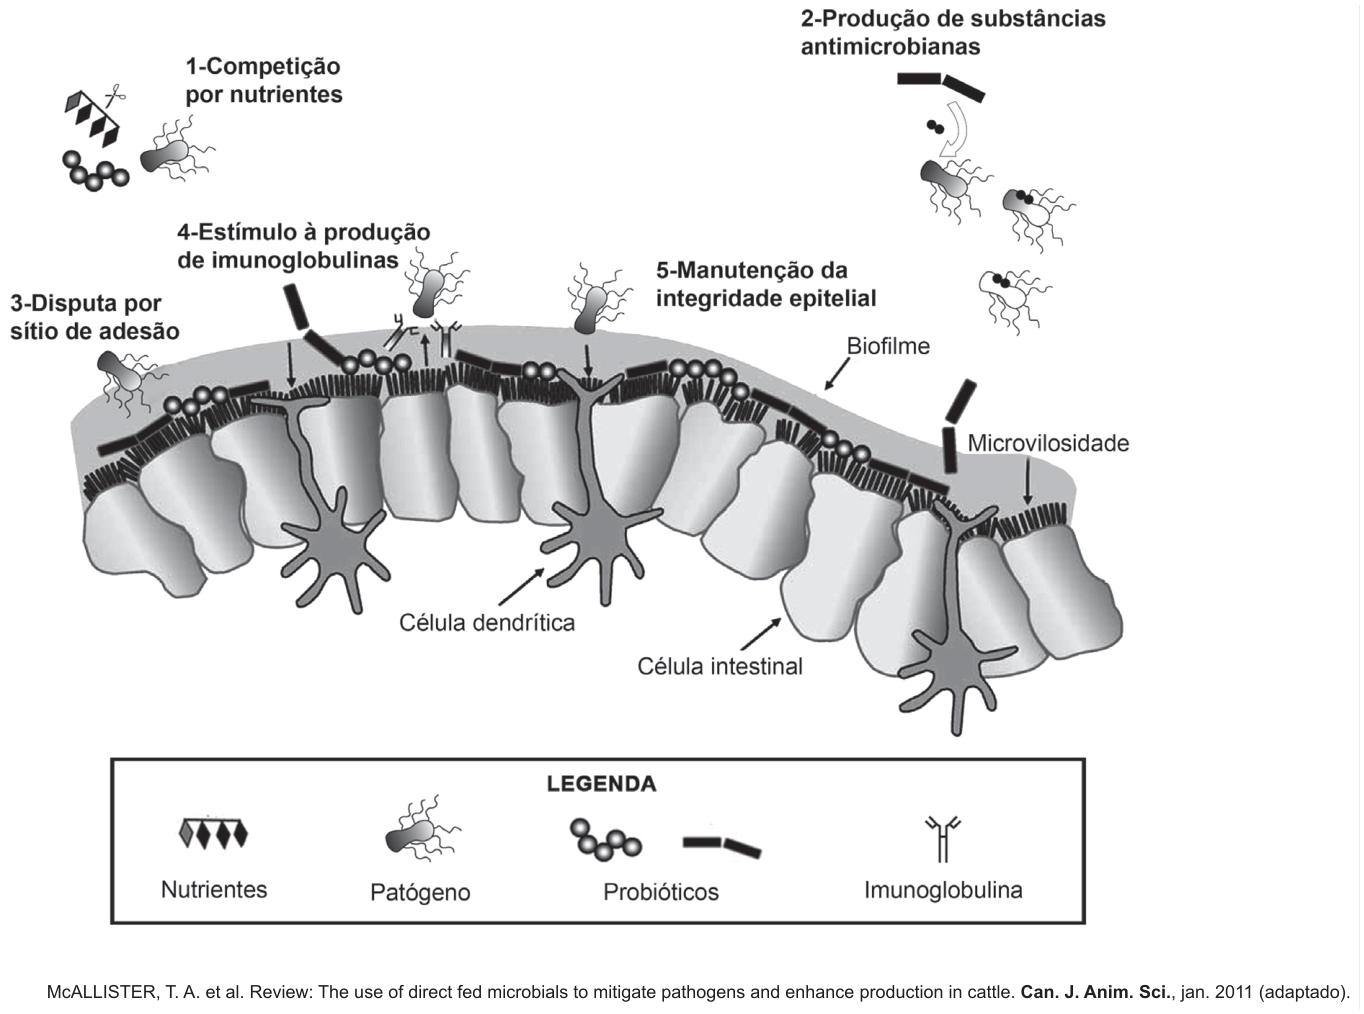 2-Produção de substâncias
antimicrobianas
1-Competição
por nutrientes
4-Estímulo à produção
de imunoglobulinas
5-Manutenção da
integridade epitelial
3-Disputa por
sítio de adesão
Biofilme
Microvilosidade
Célula dendrítica
Célula intestinal
LEGENDA
Nutrientes
Patógeno
Probióticos
Imunoglobulina
McALLISTER, T. A. et al. Review: The use of direct fed microbials to mitigate pathogens and enhance production in cattle. Can. J. Anim. Sci., jan. 2011 (adaptado).